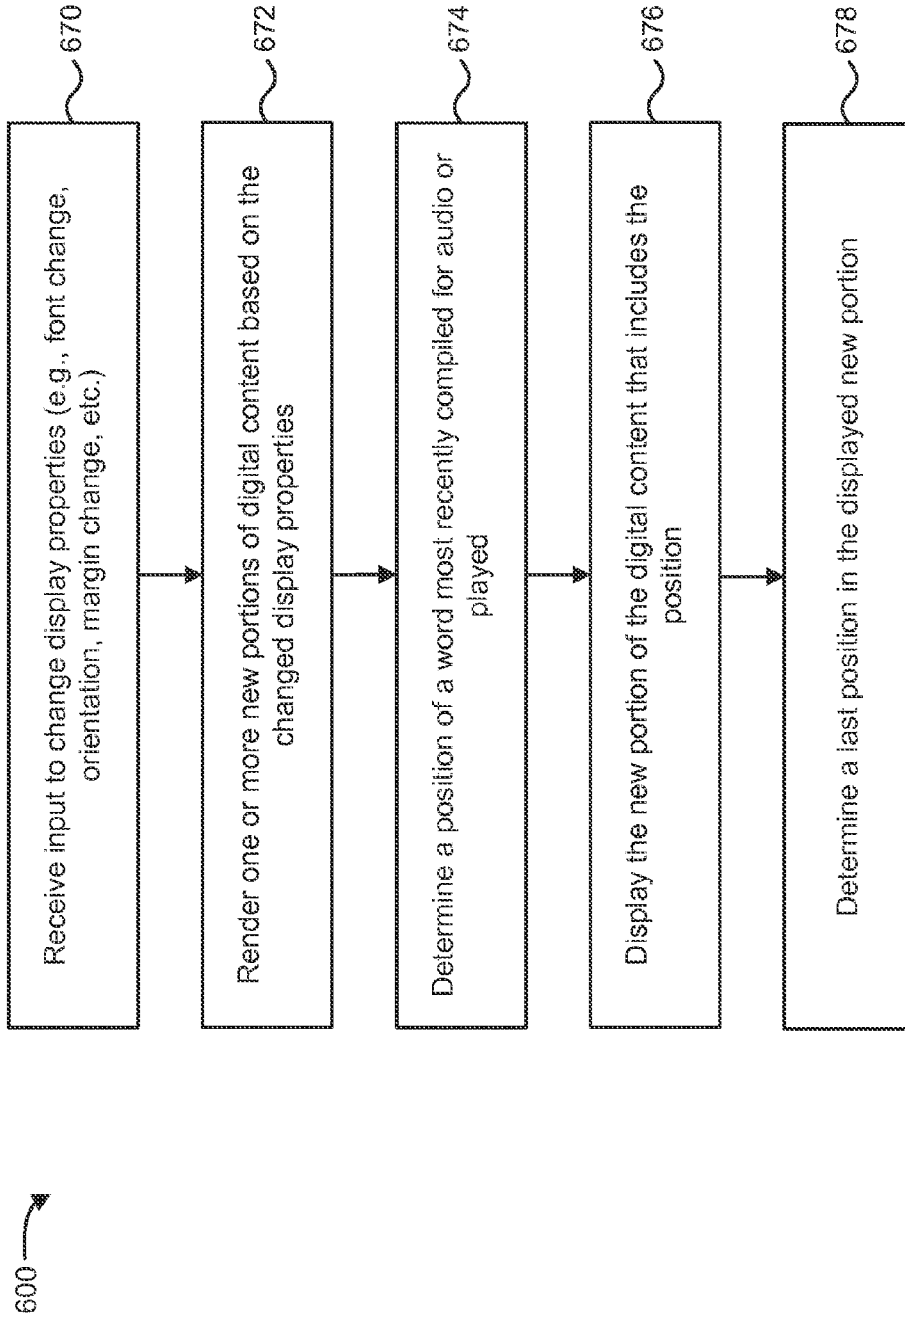 600
Receive input to change display properties (e.g., font change,
orientation, margin change, etc.)
670
Render one or more new portions of digital content based on the
changed display properties
672
Determine a position of a word most recently compiled for audio or
played
674
Display the new portion of the digital content that includes the
position
676
Determine a last position in the displayed new portion
678